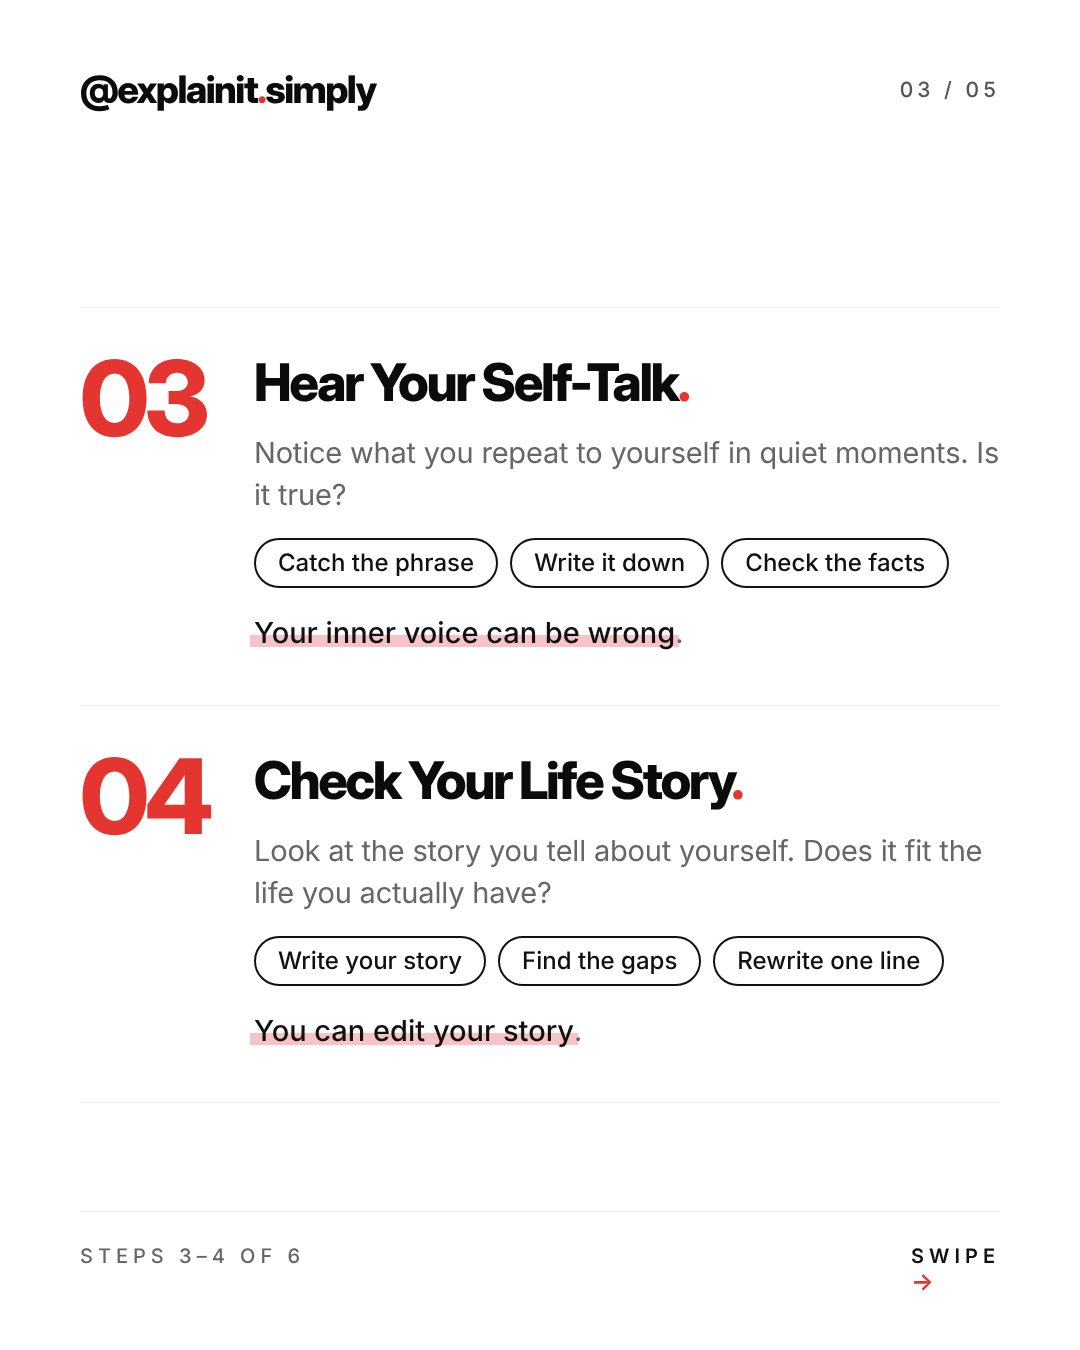 @explainit.simply
03 / 05
03
Hear Your Self-Talk.
Notice what you repeat to yourself in quiet moments. Is
it true?
Catch the phrase
Write it down
Check the facts
Your inner voice can be wrong.
04
Check Your Life Story.
Look at the story you tell about yourself. Does it fit the
life you actually have?
Write your story
Find the gaps
Rewrite one line
You can edit your story.
STEPS 3–4 OF 6
SWIPE
→